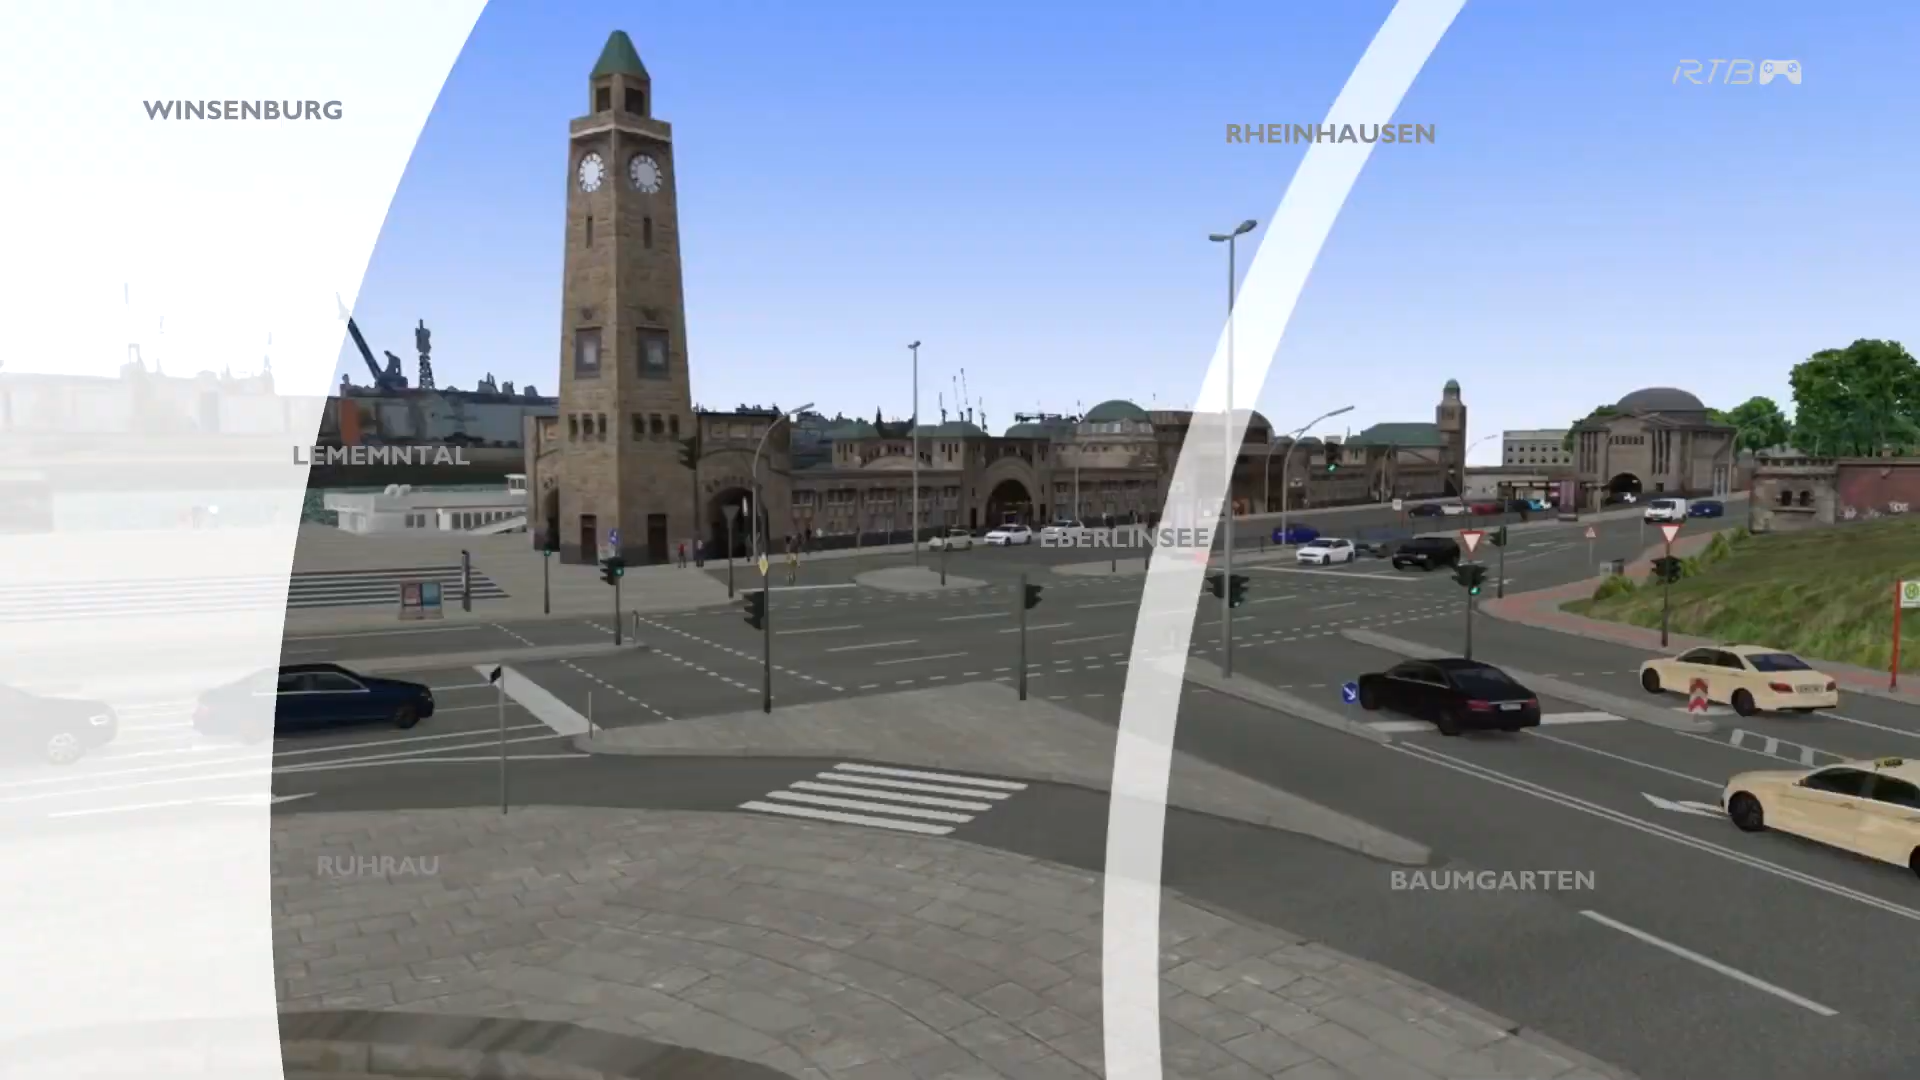 WINSENBURG
RTB
RHEINHAUSEN
LEMEMNTAL
EBERLINSEE
RUHRAU
BAUMGARTEN